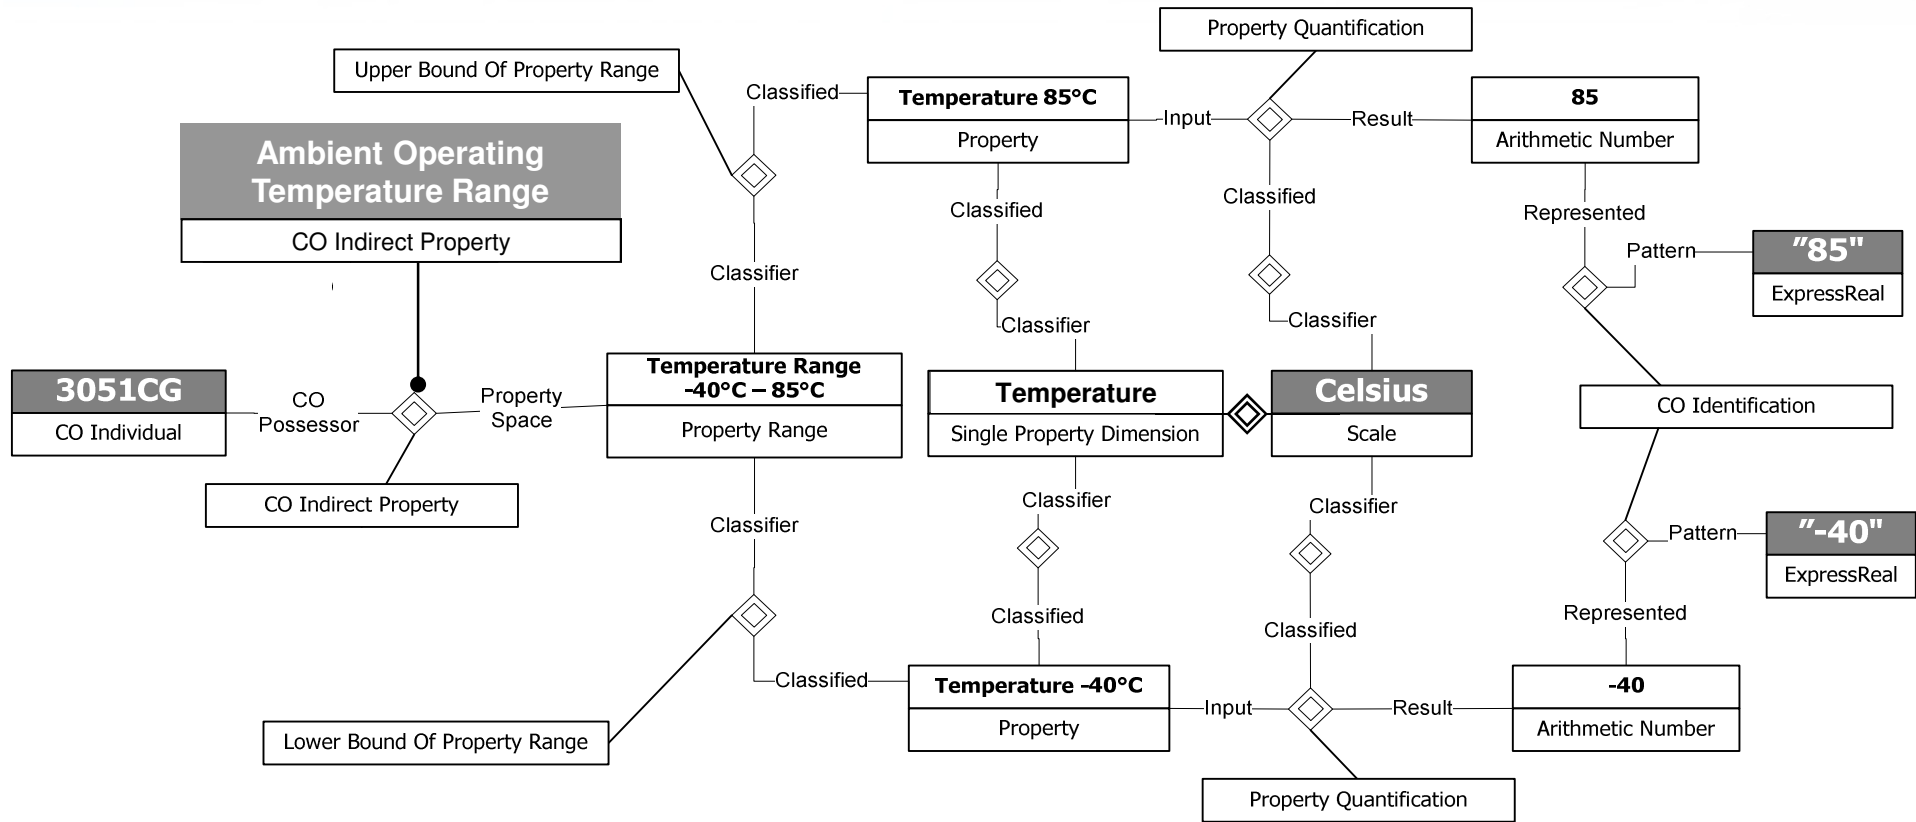 Property Quantification
Upper Bound Of Property Range
Classified
Temperature 85°C
Property
Input
Result
85
Arithmetic Number
Ambient Operating
Temperature Range
CO Indirect Property
Classified
Classified
Represented
Pattern
"85"
ExpressReal
Classifier
Classifier
Classifier
3051CG
CO Individual
CO
Possessor
Property
Space
Temperature Range
-40°C – 85°C
Property Range
Temperature
Single Property Dimension
Celsius
Scale
CO Identification
CO Indirect Property
Classifier
Classifier
Classifier
Pattern
"-40"
ExpressReal
Classified
Classified
Represented
Classified
Temperature -40°C
Property
Input
Result
-40
Arithmetic Number
Lower Bound Of Property Range
Property Quantification